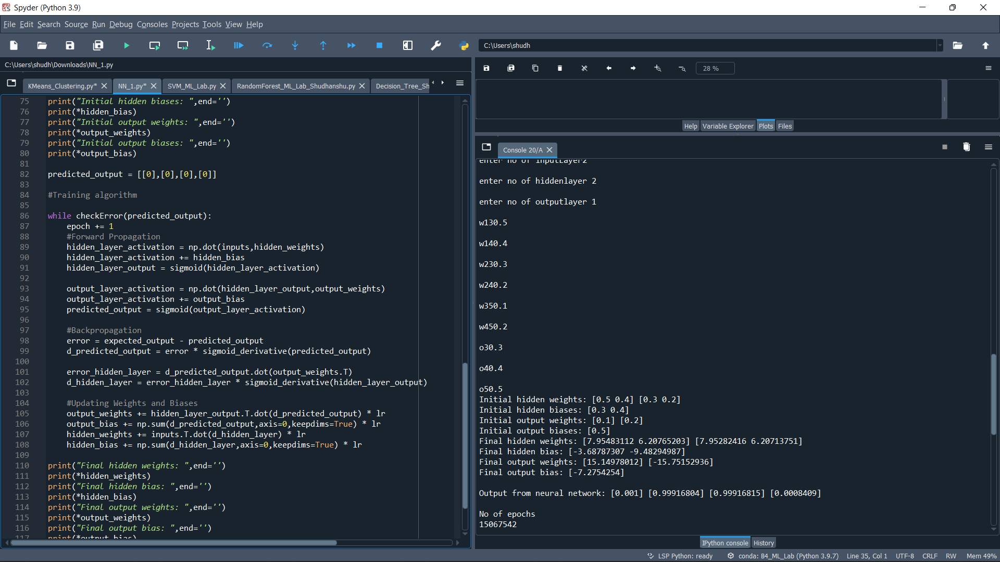 Spyder (Python 3.9)
File Edit Search Source Run Debug Consoles Projects Tools View Help
C:\Users\shudh
C:\Users\shudh\Downloads\NN_1.py
28 %
KMeans_Clustering.py* NN_1.py* SVM_ML_Lab.py RandomForest_ML_Lab_Shudhanshu.py Decision_Tree_Sh
75 print("Initial hidden biases: ",end='')
76 print(*hidden_bias)
77 print("Initial output weights: ",end='')
78 print(*output_weights)
79 print("Initial output biases: ",end='')
80 print(*output_bias)
81
82 predicted_output = [[0],[0],[0],[0]]
83
84 #Training algorithm
85
86 while checkError(predicted_output):
87     epoch += 1
88     #Forward Propagation
89     hidden_layer_activation = np.dot(inputs,hidden_weights)
90     hidden_layer_activation += hidden_bias
91     hidden_layer_output = sigmoid(hidden_layer_activation)
92
93     output_layer_activation = np.dot(hidden_layer_output,output_weights)
94     output_layer_activation += output_bias
95     predicted_output = sigmoid(output_layer_activation)
96
97     #Backpropagation
98     error = expected_output - predicted_output
99     d_predicted_output = error * sigmoid_derivative(predicted_output)
100
101     error_hidden_layer = d_predicted_output.dot(output_weights.T)
102     d_hidden_layer = error_hidden_layer * sigmoid_derivative(hidden_layer_output)
103
104     #Updating Weights and Biases
105     output_weights += hidden_layer_output.T.dot(d_predicted_output) * lr
106     output_bias += np.sum(d_predicted_output,axis=0,keepdims=True) * lr
107     hidden_weights += inputs.T.dot(d_hidden_layer) * lr
108     hidden_bias += np.sum(d_hidden_layer,axis=0,keepdims=True) * lr
109
110 print("Final hidden weights: ",end='')
111 print(*hidden_weights)
112 print("Final hidden bias: ",end='')
113 print(*hidden_bias)
114 print("Final output weights: ",end='')
115 print(*output_weights)
116 print("Final output bias: ",end='')
117 print(*output_bias)
Help Variable Explorer Plots Files
Console 20/A
enter no of inputLayer2
enter no of hiddenlayer 2
enter no of outputlayer 1
w130.5
w140.4
w230.3
w240.2
w350.1
w450.2
o30.3
o40.4
o50.5
Initial hidden weights: [0.5 0.4] [0.3 0.2]
Initial hidden biases: [0.3 0.4]
Initial output weights: [0.1] [0.2]
Initial output biases: [0.5]
Final hidden weights: [7.95483112 6.20765203] [7.95282416 6.20713751]
Final hidden bias: [-3.68787307 -9.48294987]
Final output weights: [15.14978012] [-15.75152936]
Final output bias: [-7.2754254]
Output from neural network: [0.001] [0.99916804] [0.99916815] [0.0008409]
No of epochs
15067542
IPython console History
LSP Python: ready conda: B4_ML_Lab (Python 3.9.7) Line 35, Col 1 UTF-8 CRLF RW Mem 49%